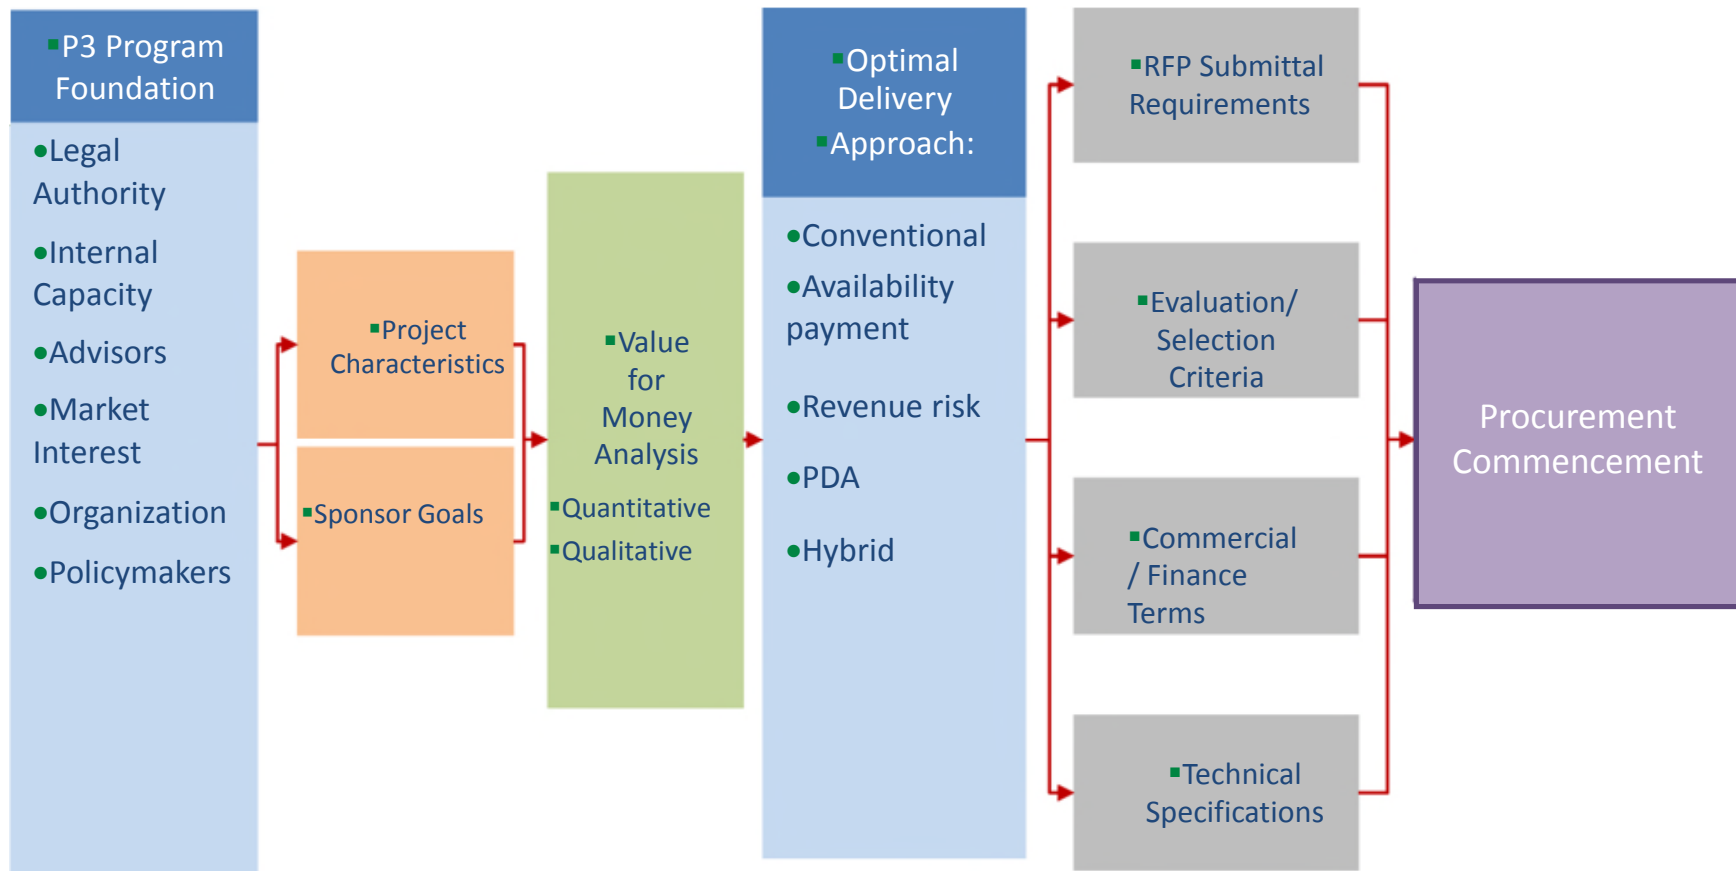 ▪P3 Program
Foundation
•Legal
Authority
•Internal
Capacity
•Advisors
•Market
Interest
•Organization
•Policymakers
▪Project
Characteristics
▪Sponsor Goals
▪Value
for
Money
Analysis
▪Quantitative
▪Qualitative
▪Optimal
Delivery
▪Approach:
•Conventional
•Availability
payment
•Revenue risk
•PDA
•Hybrid
▪RFP Submittal
Requirements
▪Evaluation/
Selection
Criteria
▪Commercial
/ Finance
Terms
▪Technical
Specifications
Procurement
Commencement